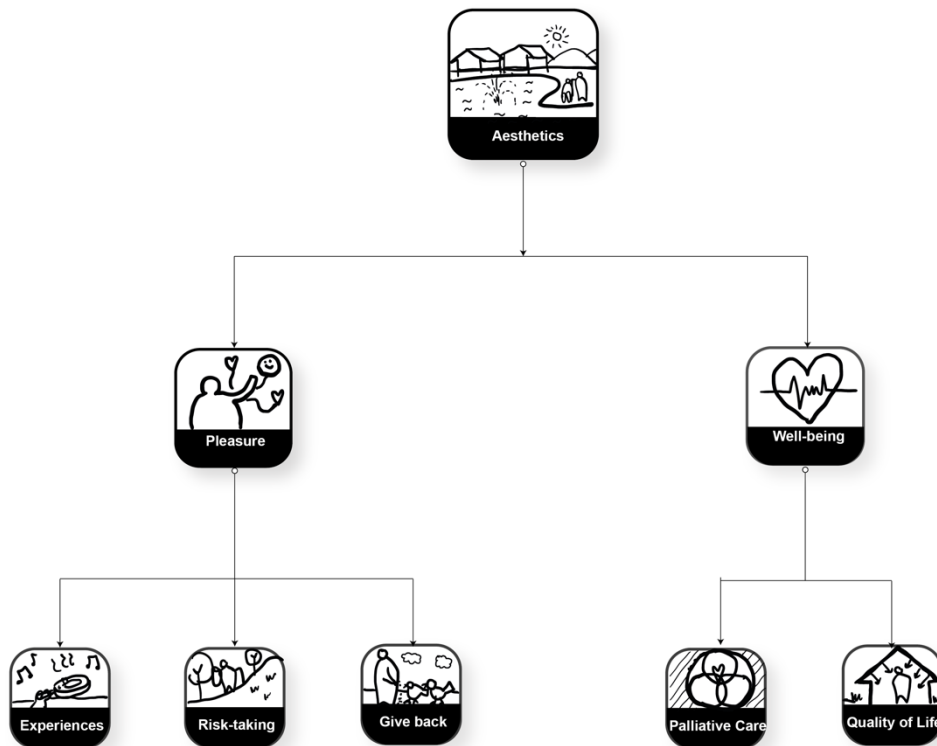 Aesthetics
Pleasure
Well-being
Experiences
Risk-taking
Give back
Palliative Care
Quality of Life